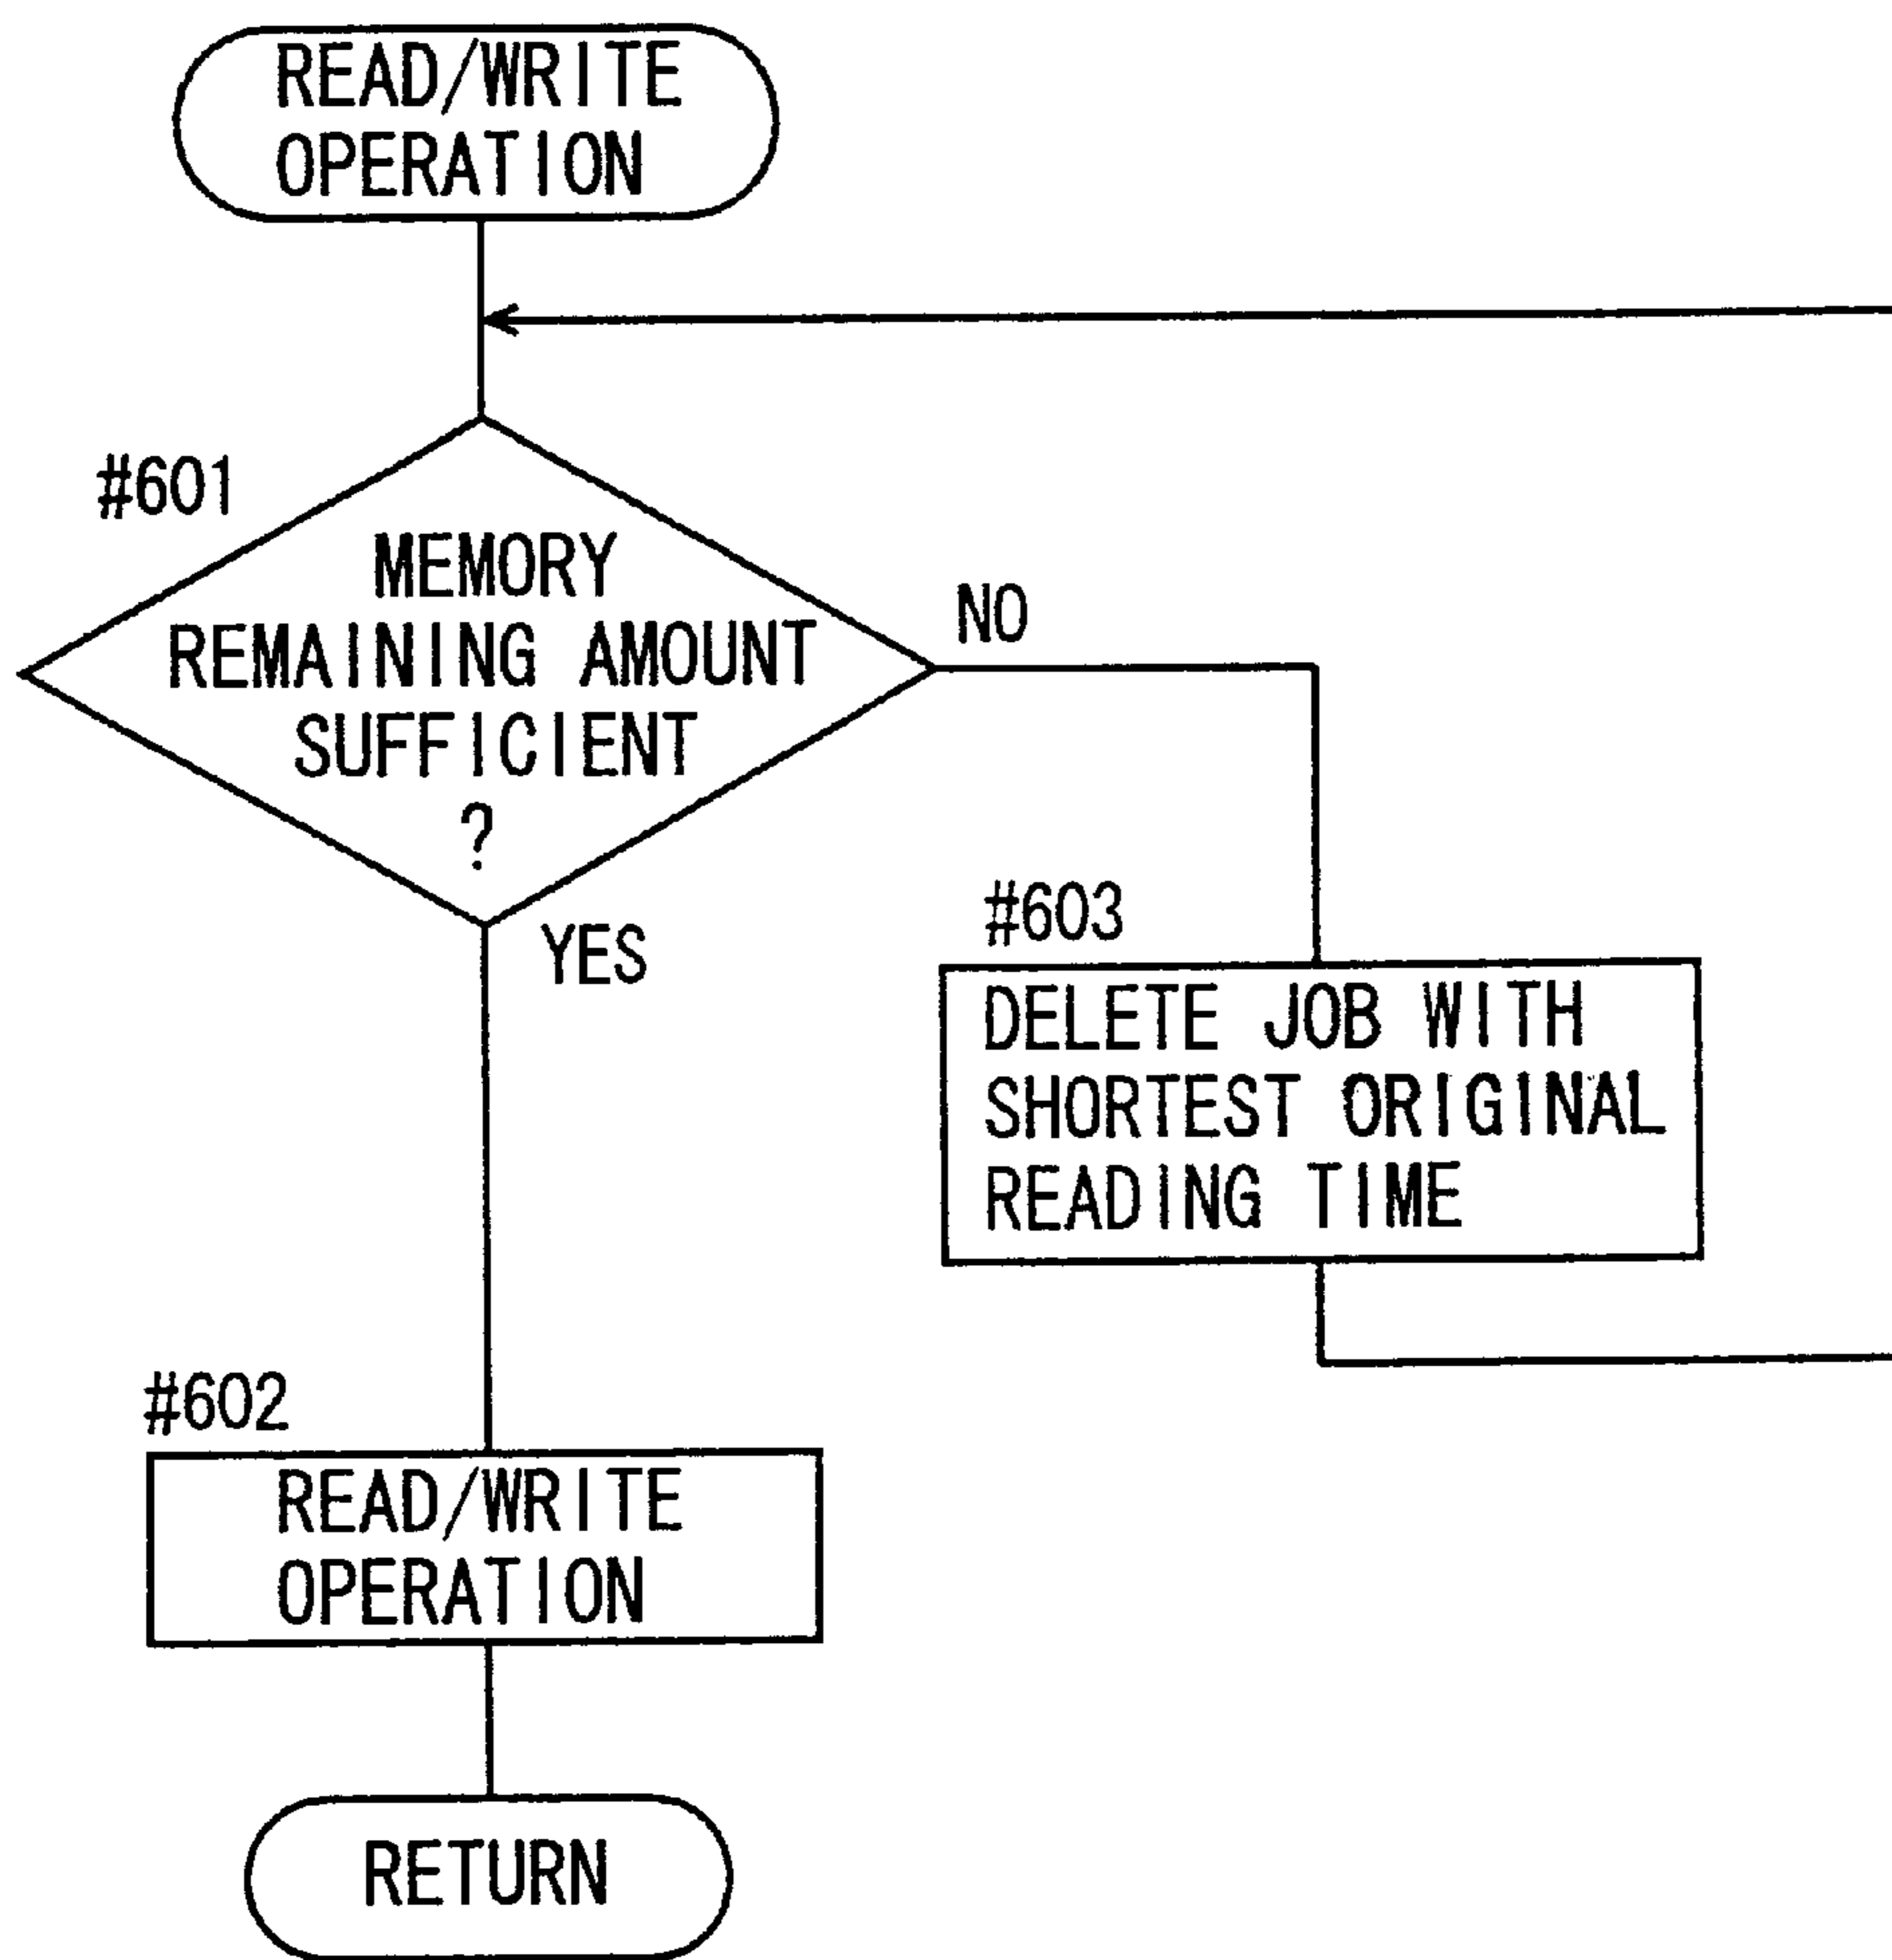 READ/WRITE
OPERATION
#601
MEMORY
REMAINING AMOUNT
SUFFICIENT
?
NO
YES
#603
DELETE JOB WITH
SHORTEST ORIGINAL
READING TIME
#602
READ/WRITE
OPERATION
RETURN